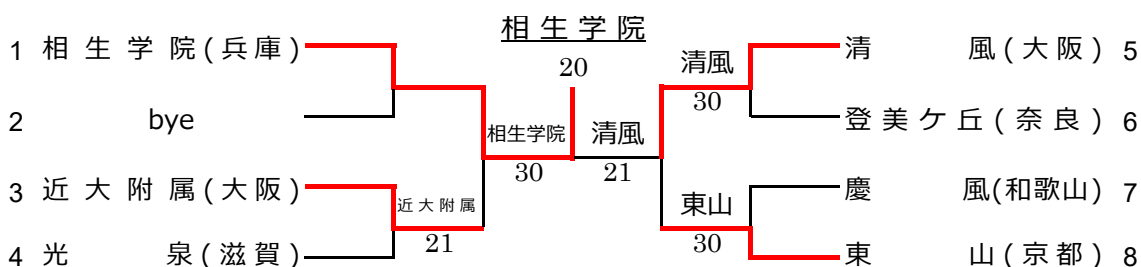 相生学院
20
1 相生学院(兵庫)
2 bye
3 近大附属(大阪)
4 光泉(滋賀)
近大附属
21
相生学院
30
清風
21
清風
30
東山
30
清風(大阪) 5
登美ケ丘(奈良) 6
慶風(和歌山) 7
東山(京都) 8